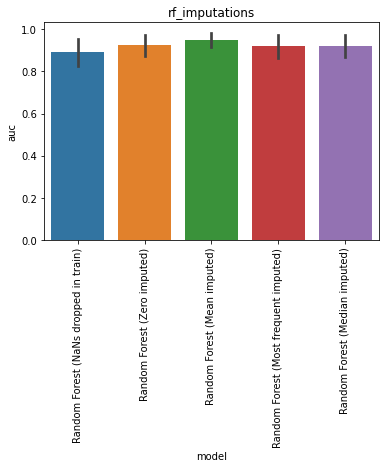 rf_imputations
auc
1.0
0.8
0.6
0.4
0.2
0.0
Random Forest (NaNs dropped in train)
Random Forest (Zero imputed)
Random Forest (Mean imputed)
Random Forest (Most frequent imputed)
Random Forest (Median imputed)
model